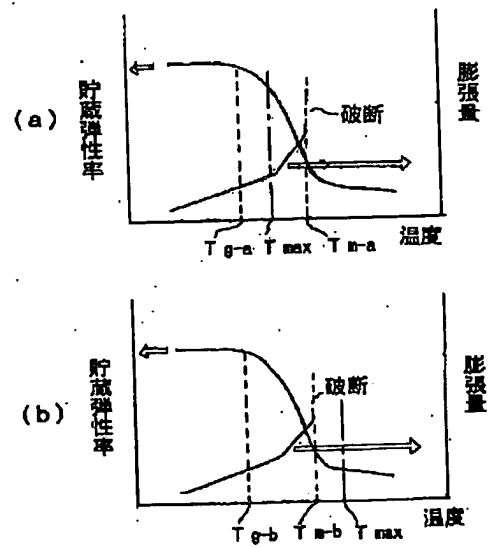 (a)
貯蔵弾性率
膨張量
破断
T g-a
T max
T m-a
温度
(b)
貯蔵弾性率
膨張量
破断
T g-b
T m-b
T max
温度